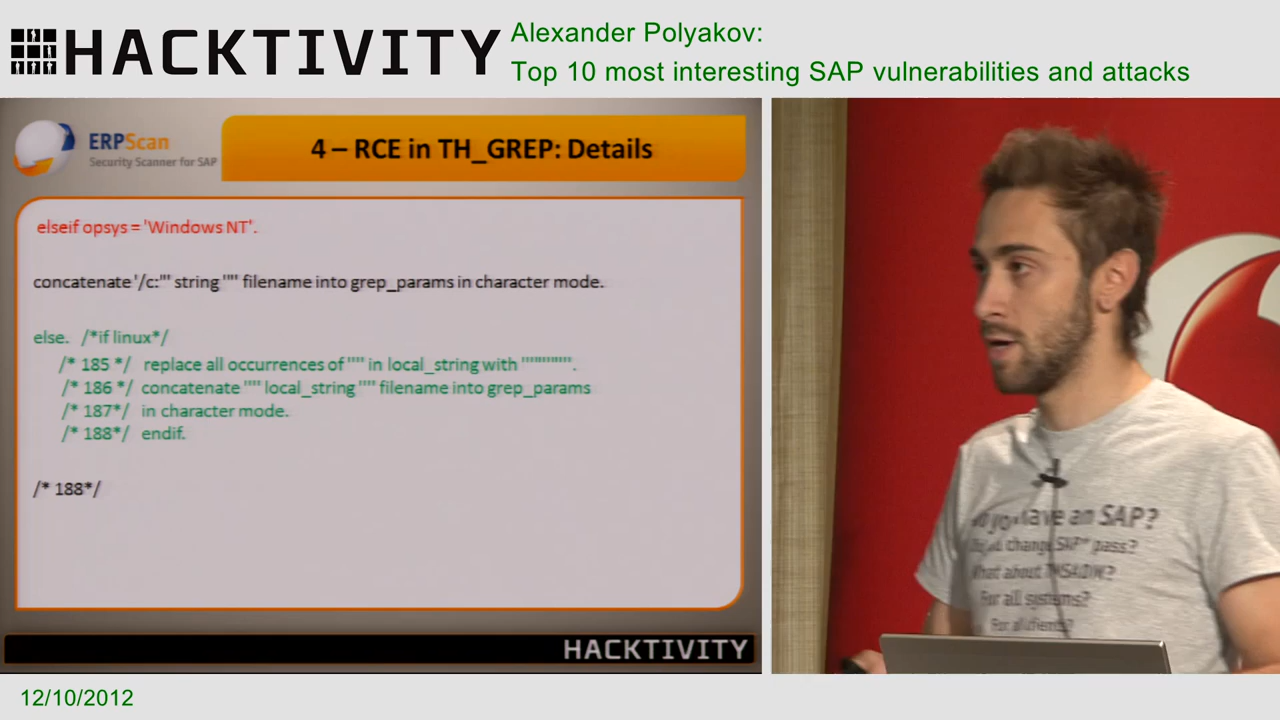 HACKTIVITY
Alexander Polyakov:
Top 10 most interesting SAP vulnerabilities and attacks
ERPScan
Security Scanner for SAP
4 – RCE in TH_GREP: Details
elseif opsys = 'Windows NT'.
concatenate '/c:"' string '"' filename into grep_params in character mode.
else. /*if linux*/
/* 185 */ replace all occurrences of '''' in local_string with '''"''"'''.
/* 186 */ concatenate '''' local_string '''' filename into grep_params
/* 187*/ in character mode.
/* 188*/ endif.
/* 188*/
HACKTIVITY
have an SAP?
change SAP* pass?
What about TMSADM?
For all systems?
For all clients?
12/10/2012